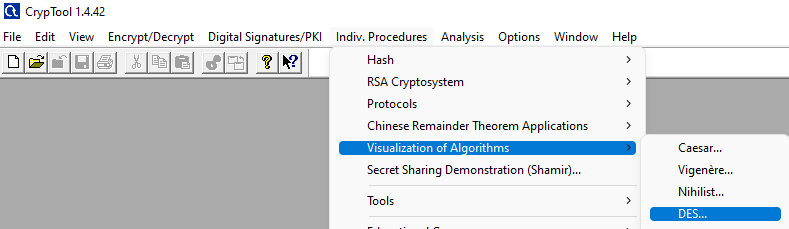 CrypTool 1.4.42
File Edit View Encrypt/Decrypt Digital Signatures/PKI Indiv. Procedures Analysis Options Window Help
Hash
RSA Cryptosystem
Protocols
Chinese Remainder Theorem Applications
Visualization of Algorithms
Caesar...
Secret Sharing Demonstration (Shamir)...
Vigenère...
Nihilist...
Tools
DES...